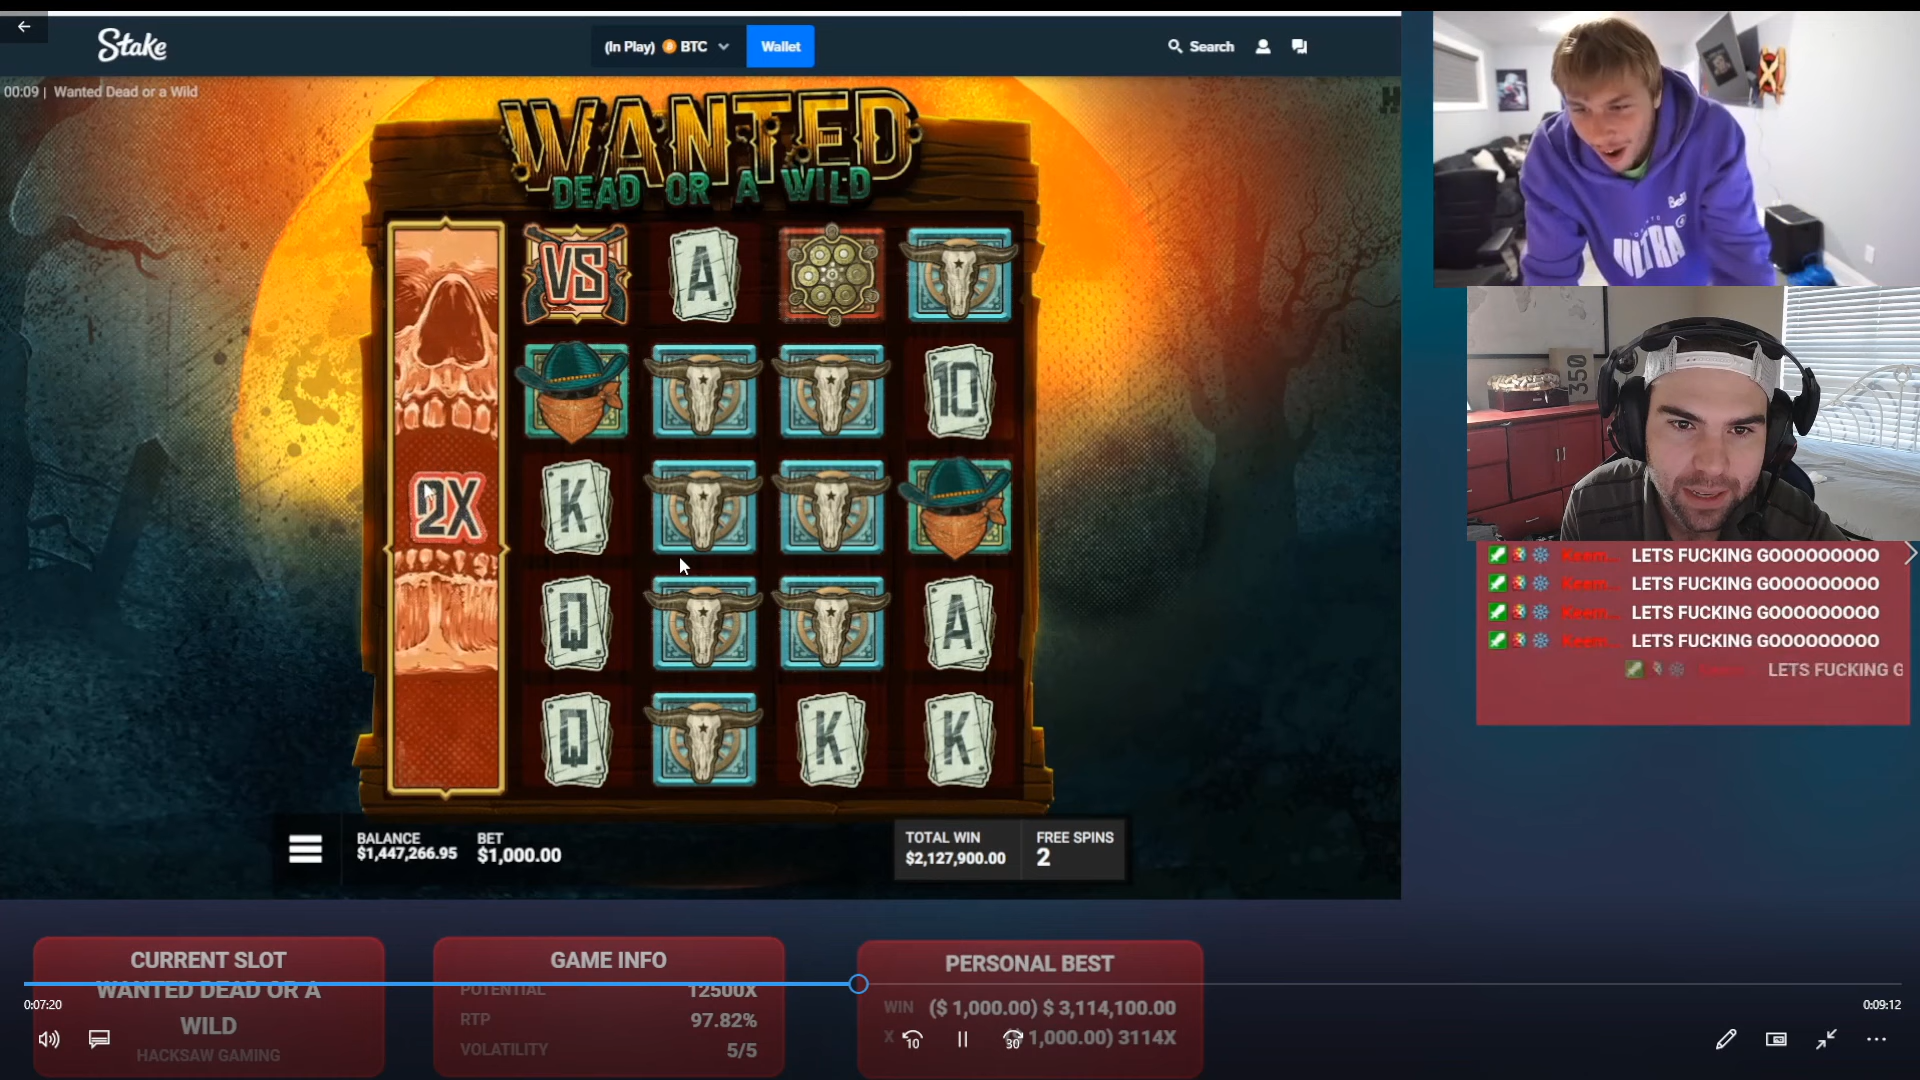 Stake
(In Play) BTC
Wallet
Search
00:09 | Wanted Dead or a Wild
WANTED
DEAD OR A WILD
VS
A
10
2X
K
Q
A
Q
K
K
BALANCE
$1,447,266.95
BET
$1,000.00
TOTAL WIN
$2,127,900.00
FREE SPINS
2
Bell
ULTRA
350
LETS FUCKING GOOOOOOOOO
LETS FUCKING GOOOOOOOOO
LETS FUCKING GOOOOOOOOO
LETS FUCKING GOOOOOOOOO
LETS FUCKING G
CURRENT SLOT
WANTED DEAD OR A
WILD
HACKSAW GAMING
GAME INFO
POTENTIAL 12500X
RTP 97.82%
VOLATILITY 5/5
PERSONAL BEST
WIN ($ 1,000.00) $ 3,114,100.00
X 1,000.00) 3114X
0:07:20
0:09:12
10
30